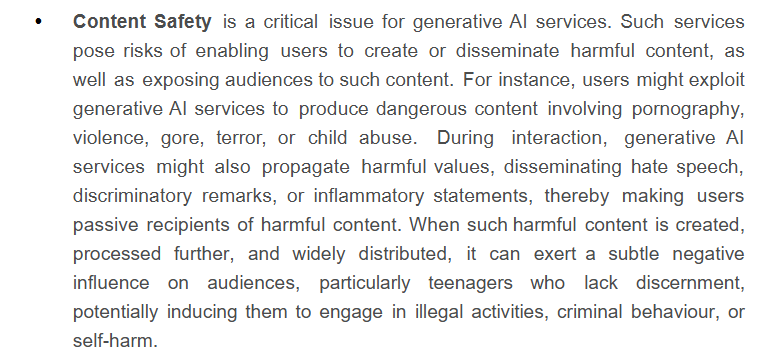 • Content Safety is a critical issue for generative AI services. Such services
pose risks of enabling users to create or disseminate harmful content, as
well as exposing audiences to such content. For instance, users might exploit
generative AI services to produce dangerous content involving pornography,
violence, gore, terror, or child abuse. During interaction, generative AI
services might also propagate harmful values, disseminating hate speech,
discriminatory remarks, or inflammatory statements, thereby making users
passive recipients of harmful content. When such harmful content is created,
processed further, and widely distributed, it can exert a subtle negative
influence on audiences, particularly teenagers who lack discernment,
potentially inducing them to engage in illegal activities, criminal behaviour, or
self-harm.